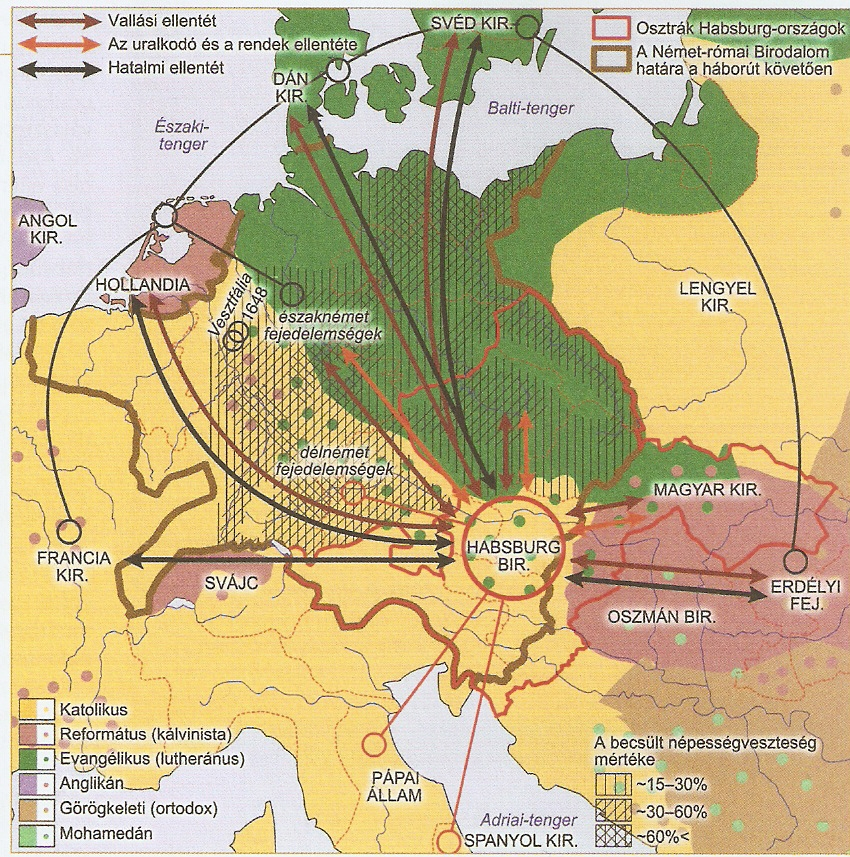 Vallási ellentét
Az uralkodó és a rendek ellentéte
Hatalmi ellentét
SVÉD KIR.
Osztrák Habsburg-országok
A Német-római Birodalom
határa a háborút követően
DÁN
KIR.
Balti-tenger
Északi-
tenger
ANGOL
KIR.
HOLLANDIA
LENGYEL
KIR.
Vesztfália
1648
északnémet
fejedelemségek
délnémet
fejedelemségek
MAGYAR KIR.
FRANCIA
KIR.
SVÁJC
HABSBURG
BIR.
ERDÉLYI
FEJ.
OSZMÁN BIR.
Katolikus
Református (kálvinista)
Evangélikus (lutheránus)
Anglikán
Görögkeleti (ortodox)
Mohamedán
PÁPAI
ÁLLAM
Adriai-tenger
SPANYOL KIR.
A becsült népességveszteség
mértéke
~15–30%
~30–60%
~60%<